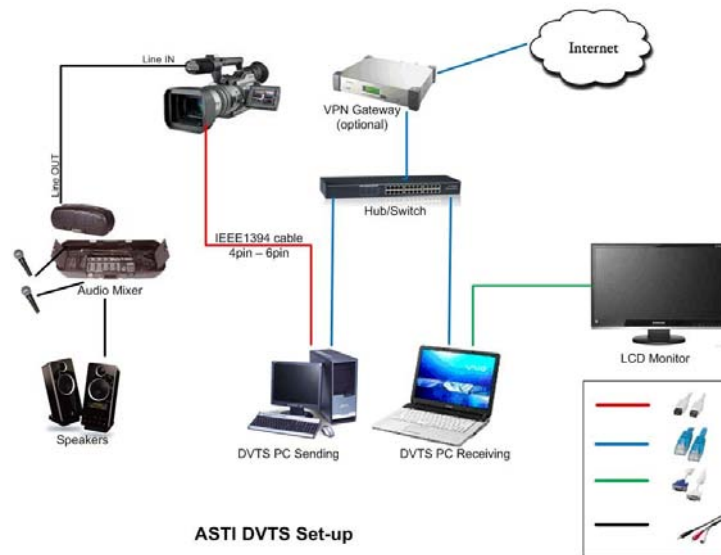 Line IN
Internet
VPN Gateway
(optional)
Line OUT
Hub/Switch
IEEE1394 cable
4pin – 6pin
Audio Mixer
LCD Monitor
Speakers
DVTS PC Sending
DVTS PC Receiving
ASTI DVTS Set-up